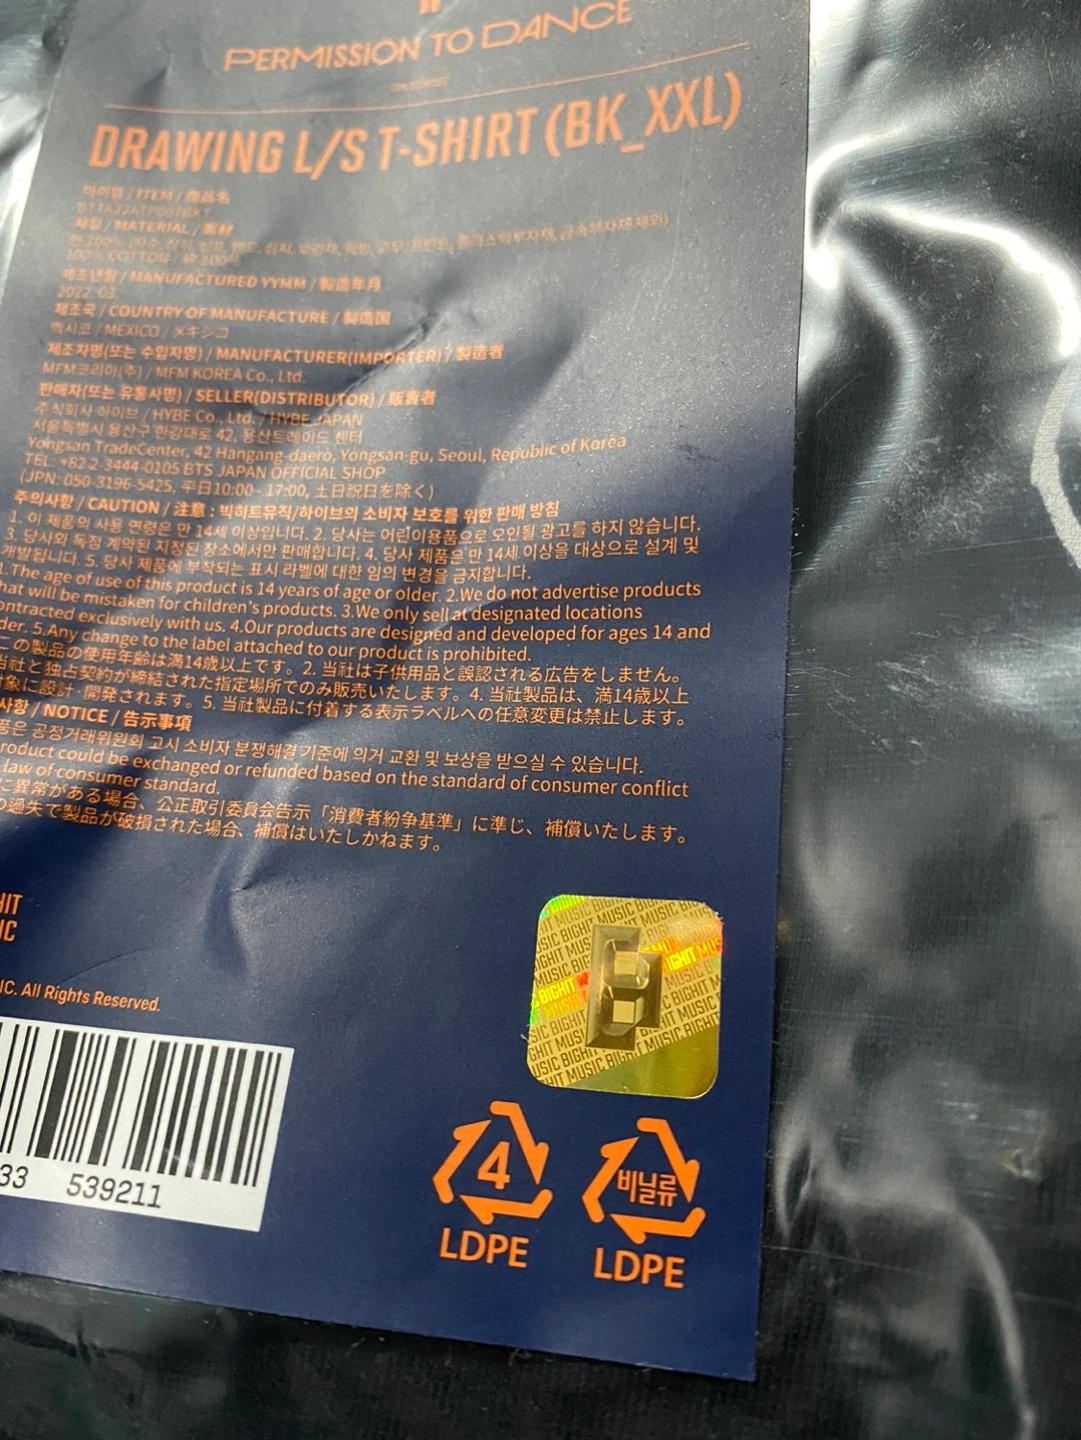 PERMISSION TO DANCE
ON STAGE
DRAWING L/S T-SHIRT (BK_XXL)
아이템 / ITEM / 商品名
재질 / MATERIAL / 素材
100% COTTON / 綿 100%
제조년월 / MANUFACTURED YYMM / 製造年月
2022. 03
제조국 / COUNTRY OF MANUFACTURE / 製造国
멕시코 / MEXICO / メキシコ
제조자명(또는 수입자명) / MANUFACTURER(IMPORTER) / 製造者
MFM코리아(주) / MFM KOREA Co., Ltd.
판매자(또는 유통사명) / SELLER(DISTRIBUTOR) / 販売者
주식회사 하이브 / HYBE Co., Ltd. / HYBE JAPAN
서울특별시 용산구 한강대로 42, 용산트레이드 센터
Yongsan TradeCenter, 42 Hangang-daero, Yongsan-gu, Seoul, Republic of Korea
TEL: +82.2-3444-0105 BTS JAPAN OFFICIAL SHOP
(JPN: 050-3196-5425, 平日10:00 - 17:00, 土日祝日を除く)
주의사항 / CAUTION / 注意 : 빅히트뮤직/하이브의 소비자 보호를 위한 판매 방침
1. 이 제품의 사용 연령은 만 14세 이상입니다. 2. 당사는 어린이용품으로 오인될 광고를 하지 않습니다.
3. 당사와 독점 계약된 지정된 장소에서만 판매합니다. 4. 당사 제품은 만 14세 이상을 대상으로 설계 및
개발됩니다. 5. 당사 제품에 부착되는 표시 라벨에 대한 임의 변경을 금지합니다.
1.The age of use of this product is 14 years of age or older. 2.We do not advertise products
hat will be mistaken for children's products. 3.We only sell at designated locations
ontracted exclusively with us. 4.Our products are designed and developed for ages 14 and
der. 5.Any change to the label attached to our product is prohibited.
この製品の使用年齢は満14歳以上です。2. 当社は子供用品と誤認される広告をしません。
当社と独占契約が締結された指定場所でのみ販売いたします。4. 当社製品は、満14歳以上
対象に設計·開発されます。5. 当社製品に付着する表示ラベルへの任意変更は禁止します。
사항 / NOTICE / 告示事項
품은 공정거래위원회 고시 소비자 분쟁해결 기준에 의거 교환 및 보상을 받으실 수 있습니다.
roduct could be exchanged or refunded based on the standard of consumer conflict
law of consumer standard.
に異常がある場合、公正取引委員会告示「消費者紛争基準」に準じ、補償いたします。
の過失で製品が破損された場合、補償はいたしかねます。
HIT
IC
IC. All Rights Reserved.
BIGHIT MUSIC
33 539211
4
LDPE
비닐류
LDPE